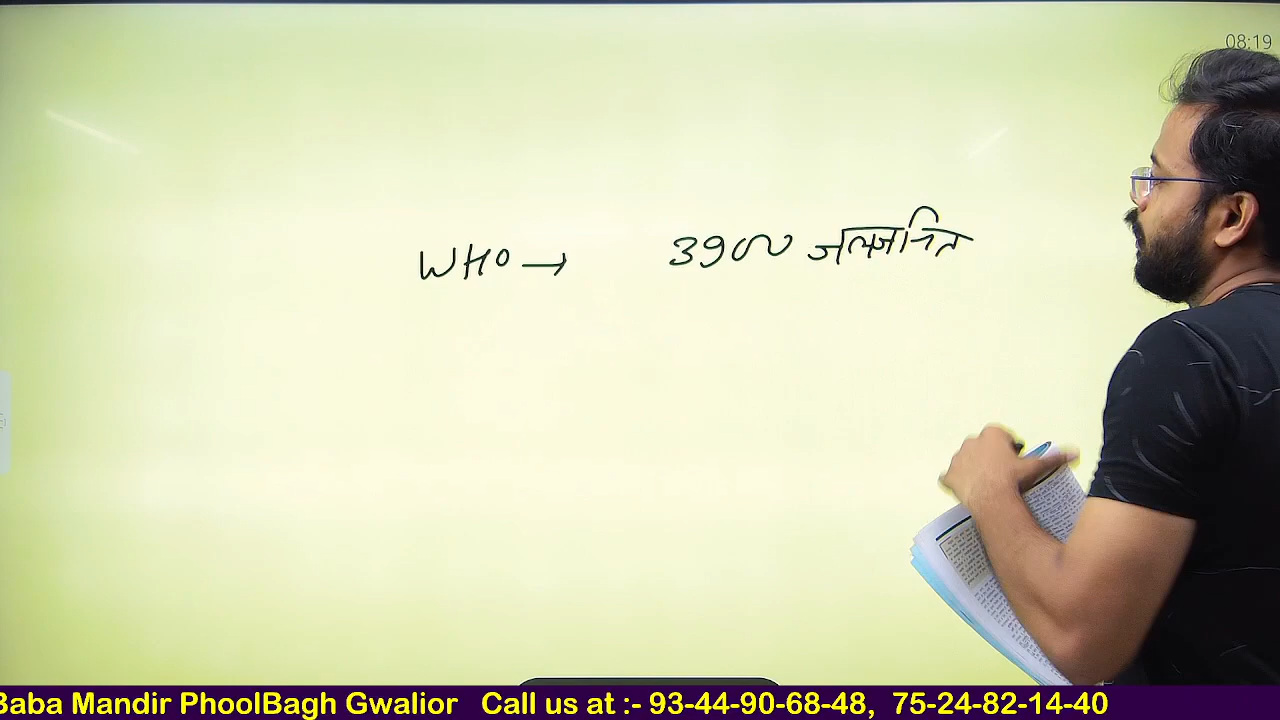 08:19
WHO → 3900 जलजनित
Baba Mandir PhoolBagh Gwalior Call us at :- 93-44-90-68-48, 75-24-82-14-40